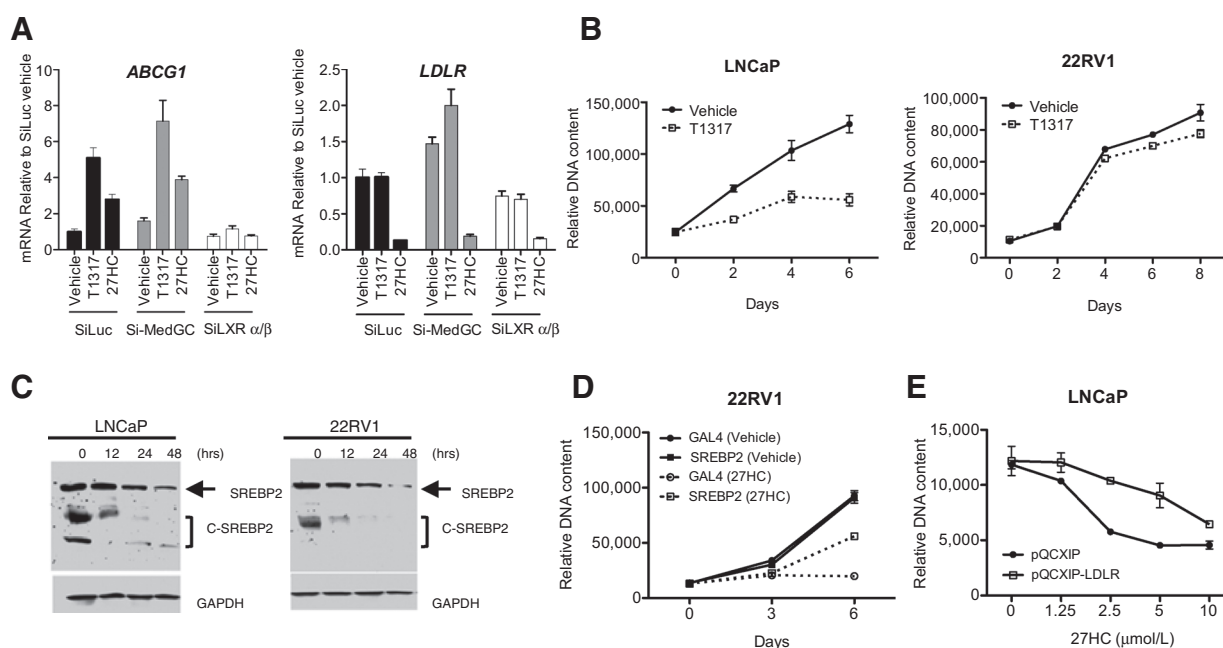 A
ABCG1
mRNA Relative to SiLuc vehicle
10
8
6
4
2
0
Vehicle
T1317
27HC
Vehicle
T1317
27HC
Vehicle
T1317
27HC
SiLuc
Si-MedGC
SiLXR α/β
LDLR
mRNA Relative to SiLuc vehicle
2.5
2.0
1.5
1.0
0.5
0.0
Vehicle
T1317
27HC
Vehicle
T1317
27HC
Vehicle
T1317
27HC
SiLuc
Si-MedGC
SiLXR α/β
B
LNCaP
Relative DNA content
150,000
100,000
50,000
0
Vehicle
T1317
0 2 4 6
Days
22RV1
Relative DNA content
100,000
80,000
60,000
40,000
20,000
0
Vehicle
T1317
0 2 4 6 8
Days
C
LNCaP
0 12 24 48 (hrs)
SREBP2
C-SREBP2
GAPDH
22RV1
0 12 24 48 (hrs)
SREBP2
C-SREBP2
GAPDH
D
22RV1
Relative DNA content
150,000
100,000
50,000
0
GAL4 (Vehicle)
SREBP2 (Vehicle)
GAL4 (27HC)
SREBP2 (27HC)
0 3 6
Days
E
LNCaP
Relative DNA content
15,000
10,000
5,000
0
pQCXIP
pQCXIP-LDLR
0 1.25 2.5 5 10
27HC (μmol/L)